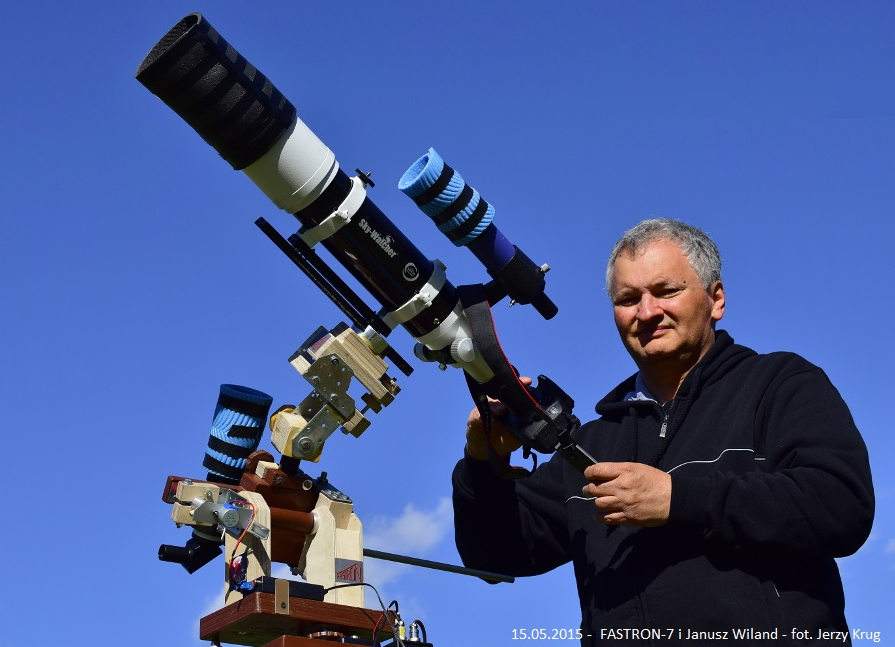 Sky-Watcher
15.05.2015 -  FASTRON-7 i Janusz Wiland - fot. Jerzy Krug